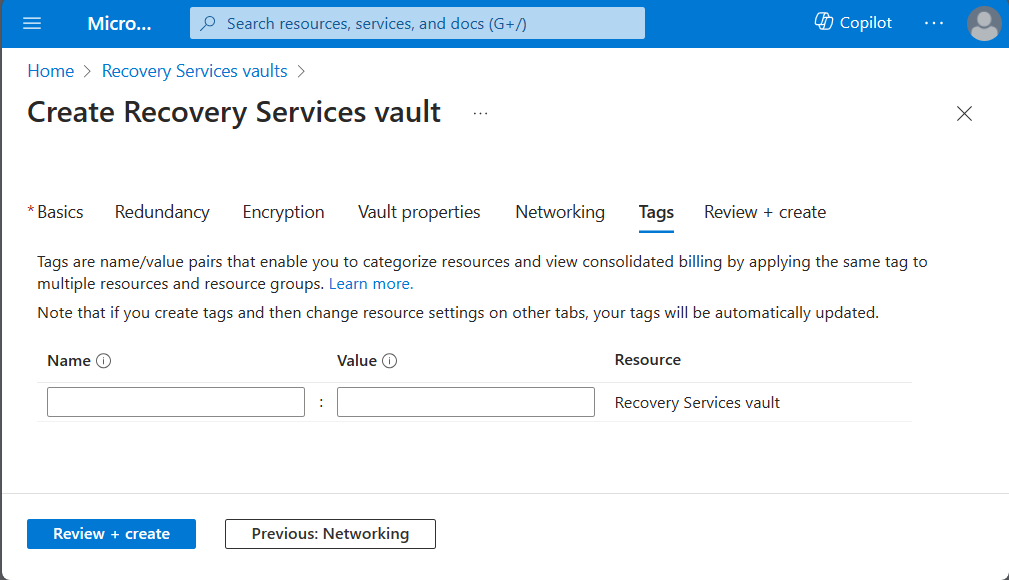 Micro...
Search resources, services, and docs (G+/)
Copilot
...
Home > Recovery Services vaults >
Create Recovery Services vault ...
*Basics Redundancy Encryption Vault properties Networking Tags Review + create
Tags are name/value pairs that enable you to categorize resources and view consolidated billing by applying the same tag to
multiple resources and resource groups. Learn more.
Note that if you create tags and then change resource settings on other tabs, your tags will be automatically updated.
Name Value Resource
: Recovery Services vault
Review + create Previous: Networking